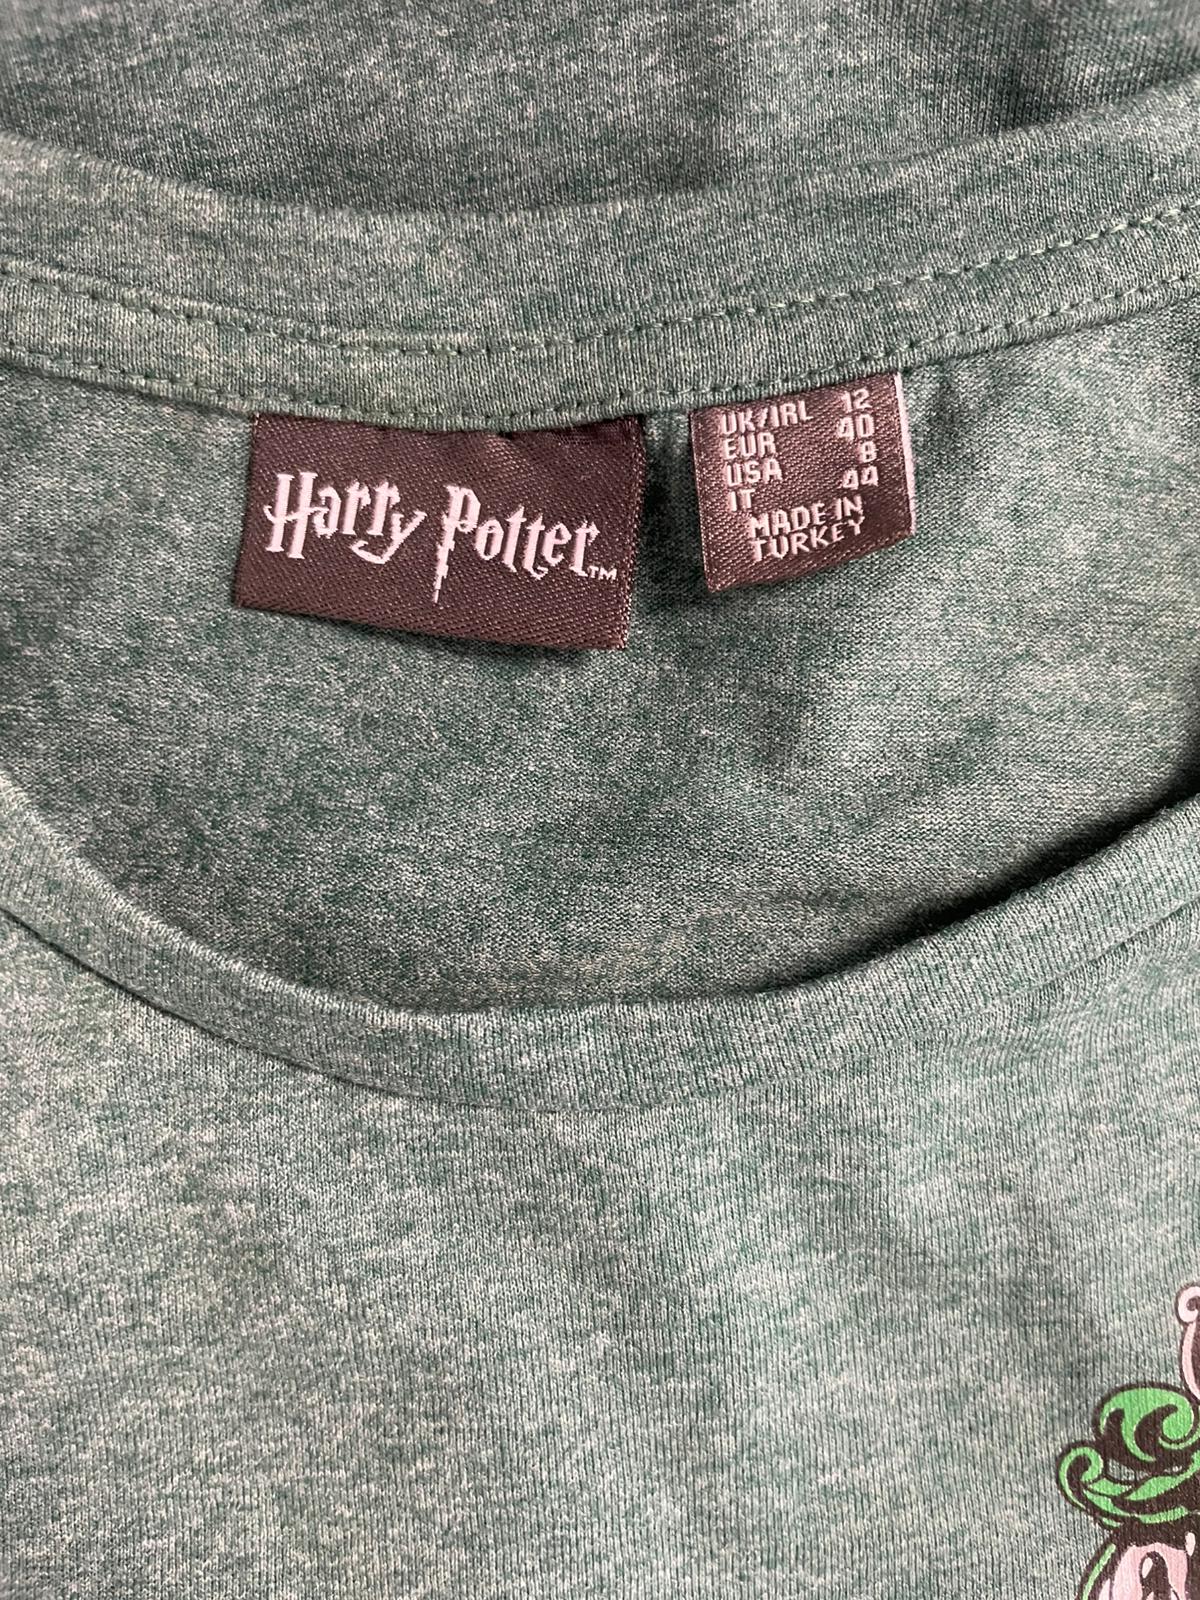 Harry Potter™
UK/IRL 12
EUR 40
USA 8
IT 44
MADE IN
TURKEY